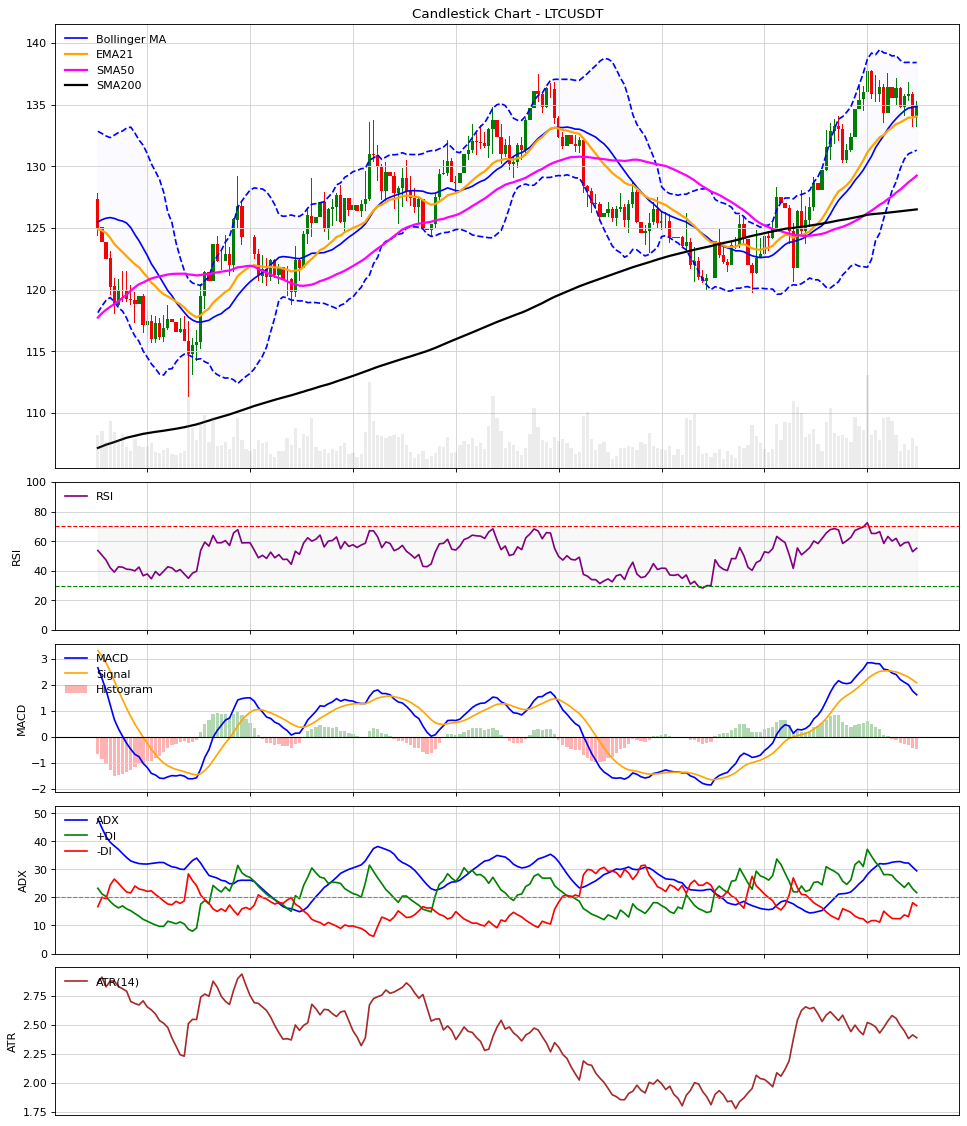 Candlestick Chart - LTCUSDT
Bollinger MA
EMA21
SMA50
SMA200
140
135
130
125
120
115
110
RSI
100
80
60
40
20
0
RSI
MACD
Signal
Histogram
3
2
1
0
−1
−2
MACD
ADX
+DI
-DI
50
40
30
20
10
0
ADX
ATR(14)
2.75
2.50
2.25
2.00
1.75
ATR